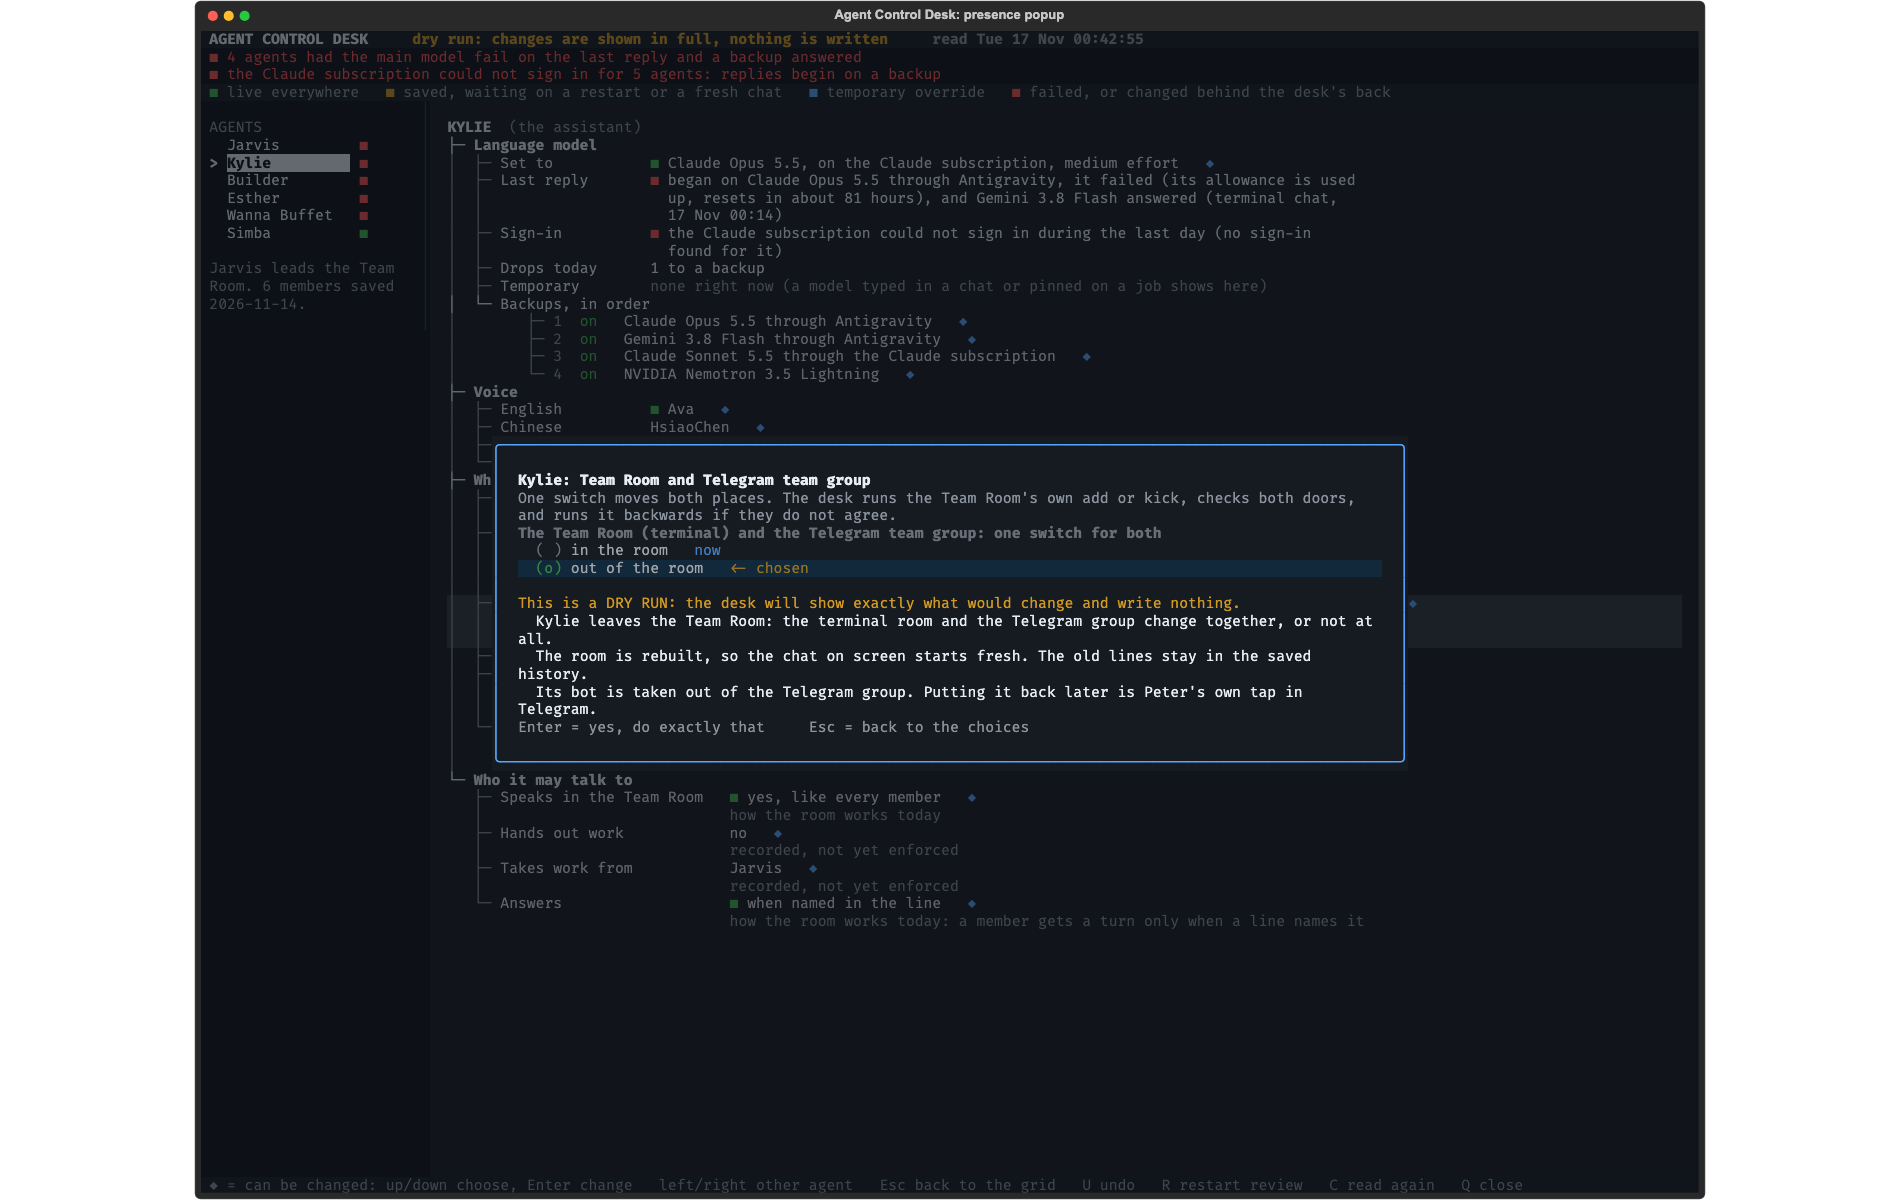 Agent Control Desk: presence popup
AGENT CONTROL DESK dry run: changes are shown in full, nothing is written read Tue 17 Nov 00:42:55
■ 4 agents had the main model fail on the last reply and a backup answered
■ the Claude subscription could not sign in for 5 agents: replies begin on a backup
■ live everywhere ■ saved, waiting on a restart or a fresh chat ■ temporary override ■ failed, or changed behind the desk's back
AGENTS
Jarvis ■
> Kylie ■
Builder ■
Esther ■
Wanna Buffet ■
Simba ■
Jarvis leads the Team
Room. 6 members saved
2026-11-14.
KYLIE (the assistant)
Language model
Set to ■ Claude Opus 5.5, on the Claude subscription, medium effort ◆
Last reply ■ began on Claude Opus 5.5 through Antigravity, it failed (its allowance is used
up, resets in about 81 hours), and Gemini 3.8 Flash answered (terminal chat,
17 Nov 00:14)
Sign-in ■ the Claude subscription could not sign in during the last day (no sign-in
found for it)
Drops today 1 to a backup
Temporary none right now (a model typed in a chat or pinned on a job shows here)
Backups, in order
1 on Claude Opus 5.5 through Antigravity ◆
2 on Gemini 3.8 Flash through Antigravity ◆
3 on Claude Sonnet 5.5 through the Claude subscription ◆
4 on NVIDIA Nemotron 3.5 Lightning ◆
Voice
English ■ Ava ◆
Chinese HsiaoChen ◆
Wh
Kylie: Team Room and Telegram team group
One switch moves both places. The desk runs the Team Room's own add or kick, checks both doors,
and runs it backwards if they do not agree.
The Team Room (terminal) and the Telegram team group: one switch for both
( ) in the room now
(o) out of the room ← chosen
This is a DRY RUN: the desk will show exactly what would change and write nothing.
Kylie leaves the Team Room: the terminal room and the Telegram group change together, or not at
all.
The room is rebuilt, so the chat on screen starts fresh. The old lines stay in the saved
history.
Its bot is taken out of the Telegram group. Putting it back later is Peter's own tap in
Telegram.
Enter = yes, do exactly that Esc = back to the choices
Who it may talk to
Speaks in the Team Room ■ yes, like every member ◆
how the room works today
Hands out work no ◆
recorded, not yet enforced
Takes work from Jarvis ◆
recorded, not yet enforced
Answers ■ when named in the line ◆
how the room works today: a member gets a turn only when a line names it
◆ = can be changed: up/down choose, Enter change left/right other agent Esc back to the grid U undo R restart review C read again Q close